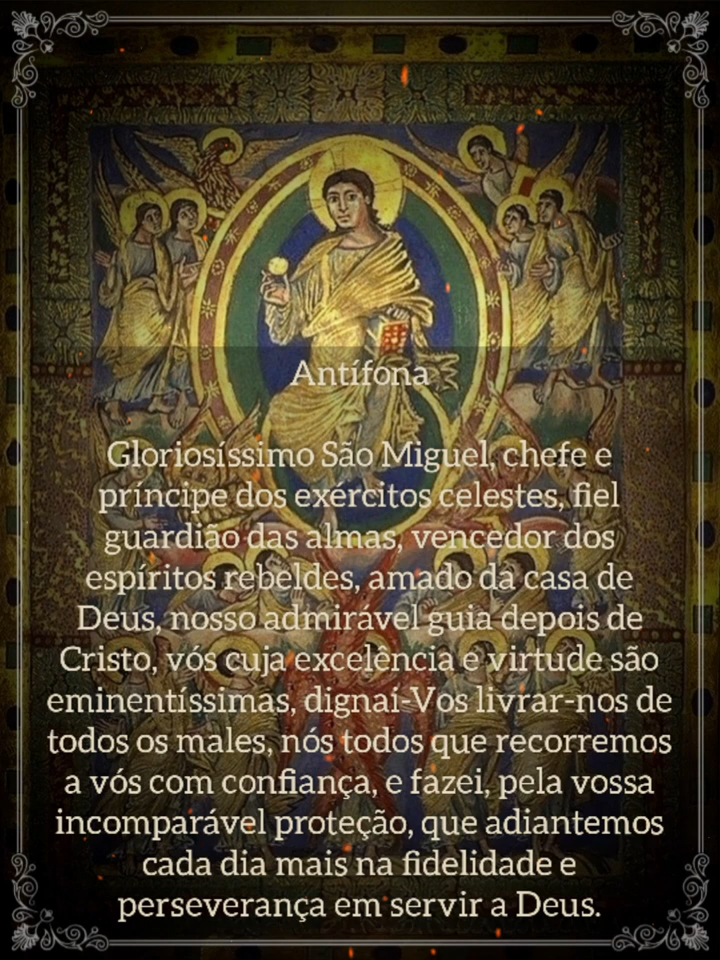 Antífona
Gloriosíssimo São Miguel, chefe e
príncipe dos exércitos celestes, fiel
guardião das almas, vencedor dos
espíritos rebeldes, amado da casa de
Deus, nosso admirável guia depois de
Cristo, vós cuja excelência e virtude são
eminentíssimas, dignaí-Vos livrar-nos de
todos os males, nós todos que recorremos
a vós com confiança, e fazei, pela vossa
incomparável proteção, que adiantemos
cada dia mais na fidelidade e
perseverança em servir a Deus.